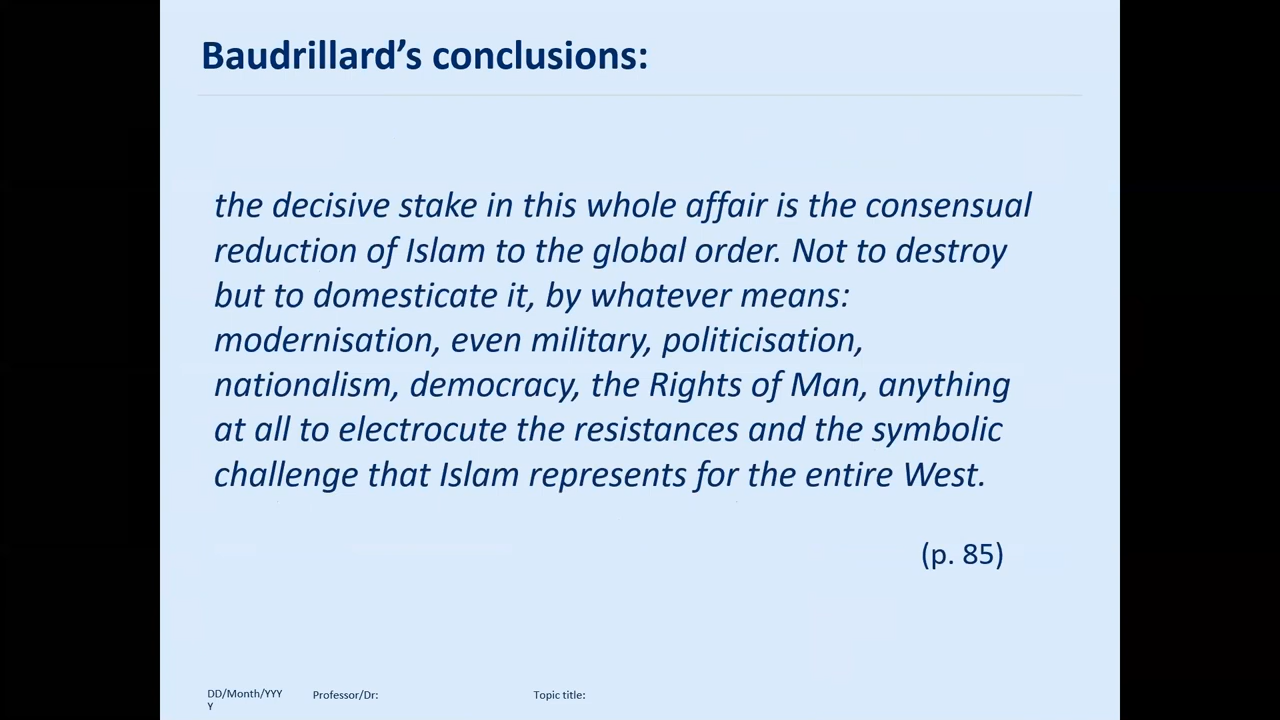 Baudrillard’s conclusions:
the decisive stake in this whole affair is the consensual
reduction of Islam to the global order. Not to destroy
but to domesticate it, by whatever means:
modernisation, even military, politicisation,
nationalism, democracy, the Rights of Man, anything
at all to electrocute the resistances and the symbolic
challenge that Islam represents for the entire West.
(p. 85)
DD/Month/YYY
Y
Professor/Dr:
Topic title: